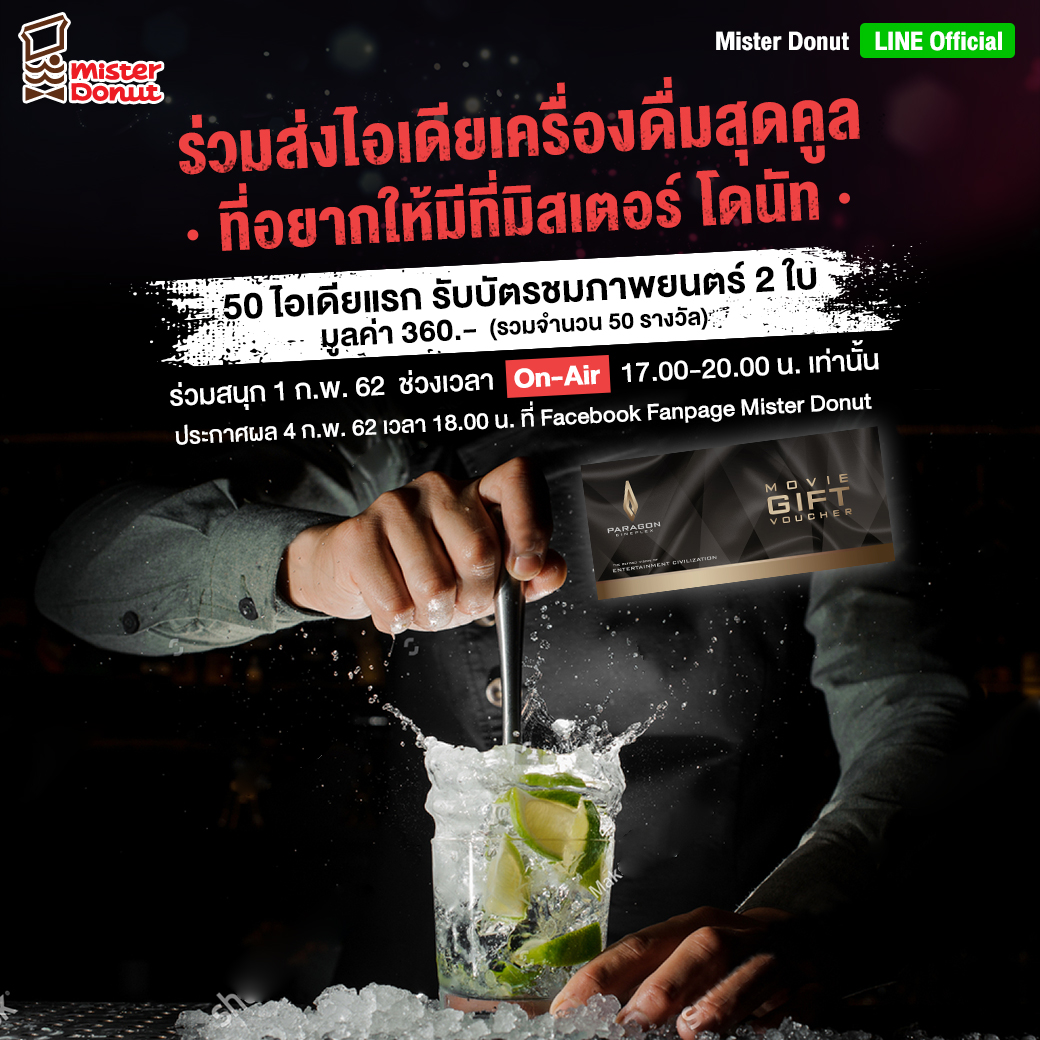 Mister
Donut
Mister Donut LINE Official
ร่วมส่งไอเดียเครื่องดื่มสุดคูล
· ที่อยากให้มีที่มิสเตอร์ โดนัท ·
50 ไอเดียแรก รับบัตรชมภาพยนตร์ 2 ใบ
มูลค่า 360.- (รวมจำนวน 50 รางวัล)
ร่วมสนุก 1 ก.พ. 62 ช่วงเวลา On-Air 17.00-20.00 น. เท่านั้น
ประกาศผล 4 ก.พ. 62 เวลา 18.00 น. ที่ Facebook Fanpage Mister Donut
MOVIE
GIFT
VOUCHER
PARAGON
CINEPLEX
ENTERTAINMENT CIVILIZATION